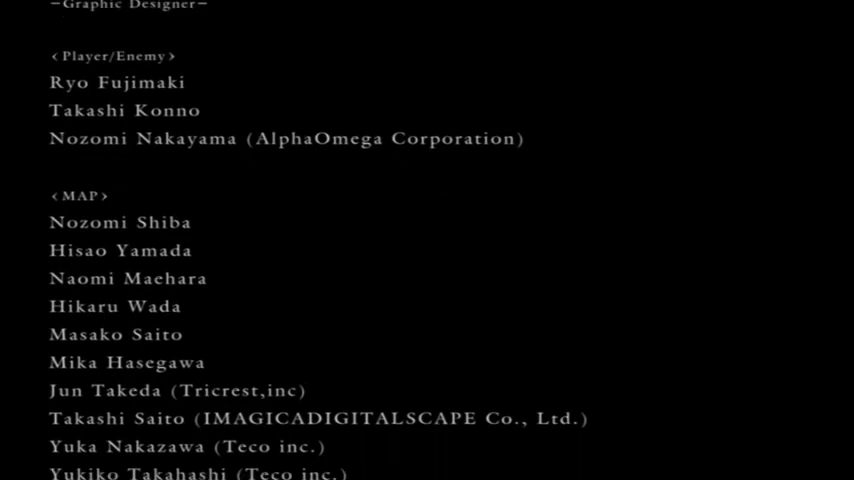 −Graphic Designer−
‹Player/Enemy›
Ryo Fujimaki
Takashi Konno
Nozomi Nakayama (AlphaOmega Corporation)
‹MAP›
Nozomi Shiba
Hisao Yamada
Naomi Maehara
Hikaru Wada
Masako Saito
Mika Hasegawa
Jun Takeda (Tricrest,inc)
Takashi Saito (IMAGICADIGITALSCAPE Co., Ltd.)
Yuka Nakazawa (Teco inc.)
Yukiko Takahashi (Teco inc.)